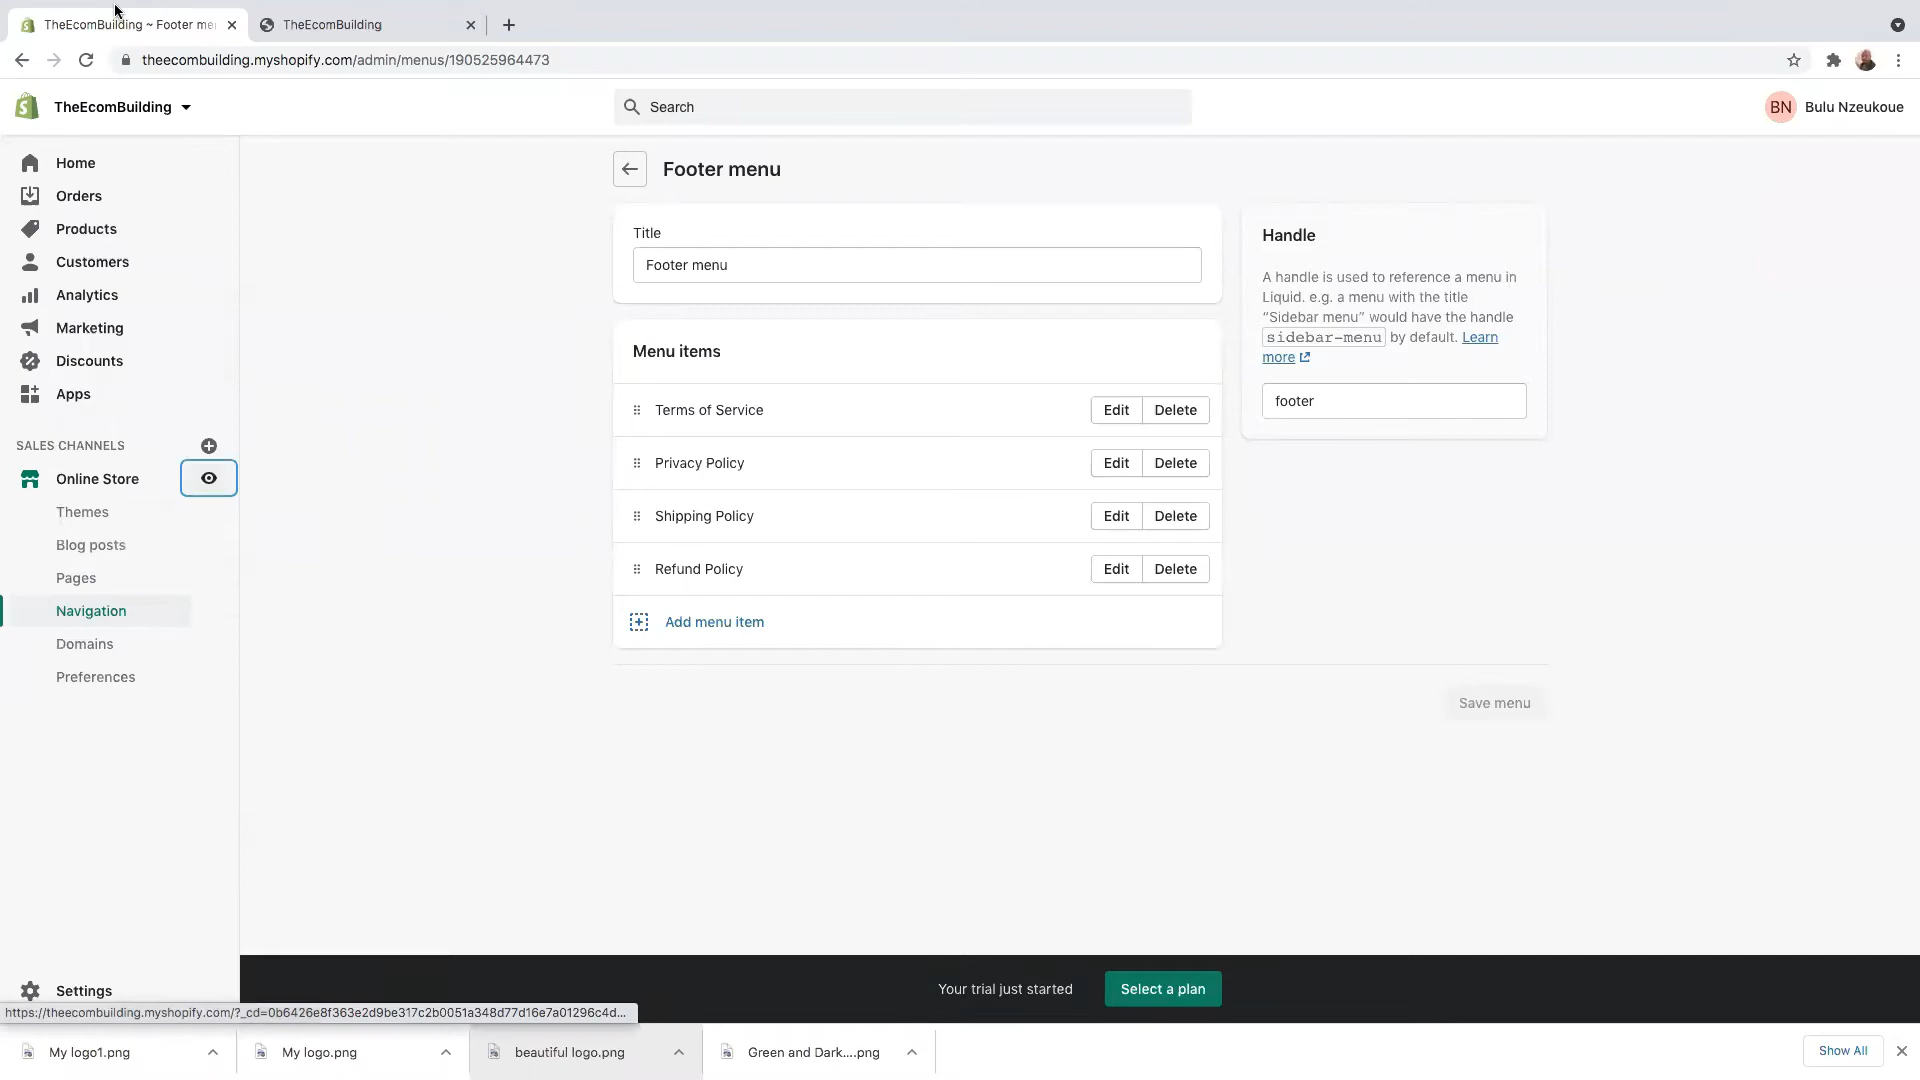 TheEcomBuilding ~ Footer me
TheEcomBuilding
theecombuilding.myshopify.com/admin/menus/190525964473
TheEcomBuilding
Search
BN
Bulu Nzeukoue
Home
Orders
Products
Customers
Analytics
Marketing
Discounts
Apps
SALES CHANNELS
Online Store
Themes
Blog posts
Pages
Navigation
Domains
Preferences
Settings
Footer menu
Title
Footer menu
Menu items
Terms of Service
Edit
Delete
Privacy Policy
Edit
Delete
Shipping Policy
Edit
Delete
Refund Policy
Edit
Delete
Add menu item
Handle
A handle is used to reference a menu in
Liquid. e.g. a menu with the title
“Sidebar menu” would have the handle
sidebar-menu by default. Learn
more
footer
Save menu
Your trial just started
Select a plan
https://theecombuilding.myshopify.com/?_cd=0b6426e8f363e2d9be317c2b0051a348d77d16e7a01296c4d...
My logo1.png
My logo.png
beautiful logo.png
Green and Dark....png
Show All